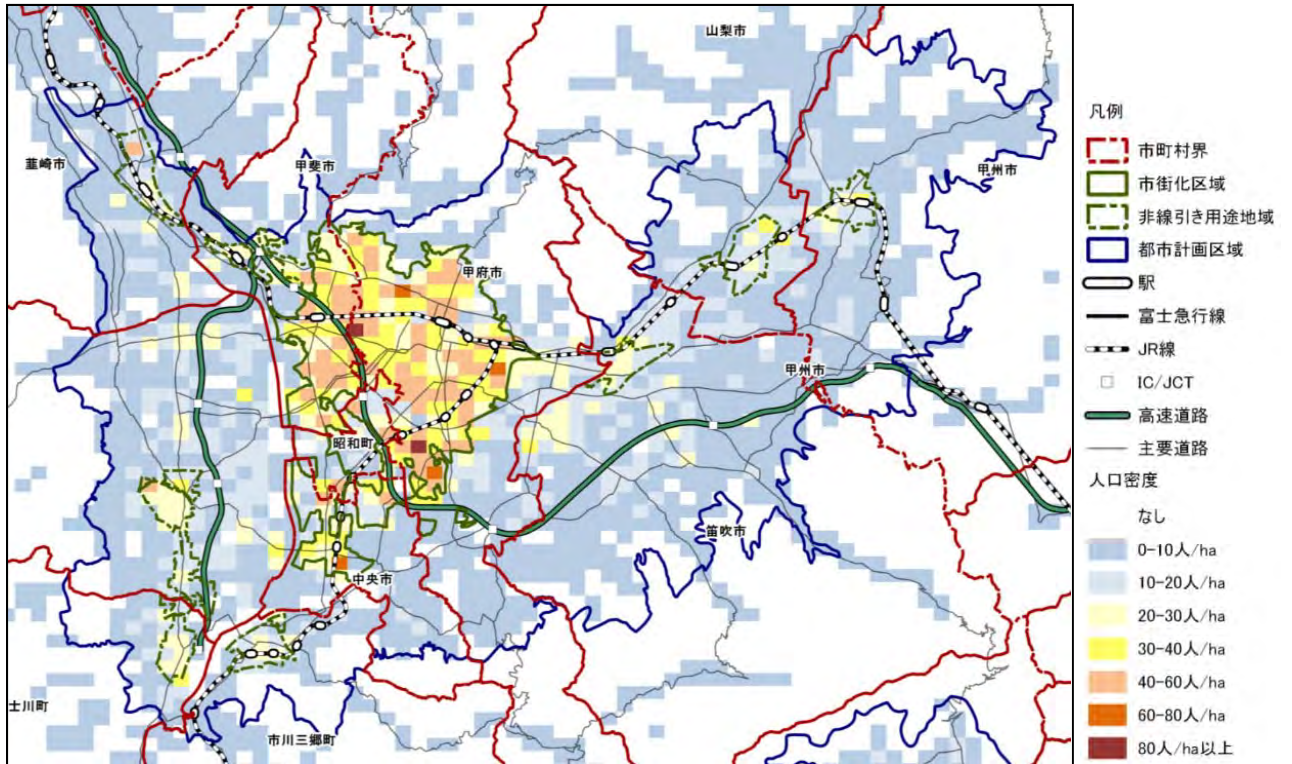 山梨市
韮崎市
甲斐市
甲州市
甲府市
甲州市
昭和町
笛吹市
中央市
士川町
市川三郷町
凡例
市町村界
市街化区域
非線引き用途地域
都市計画区域
駅
富士急行線
JR線
IC/JCT
高速道路
主要道路
人口密度
なし
0-10人/ha
10-20人/ha
20-30人/ha
30-40人/ha
40-60人/ha
60-80人/ha
80人/ha以上